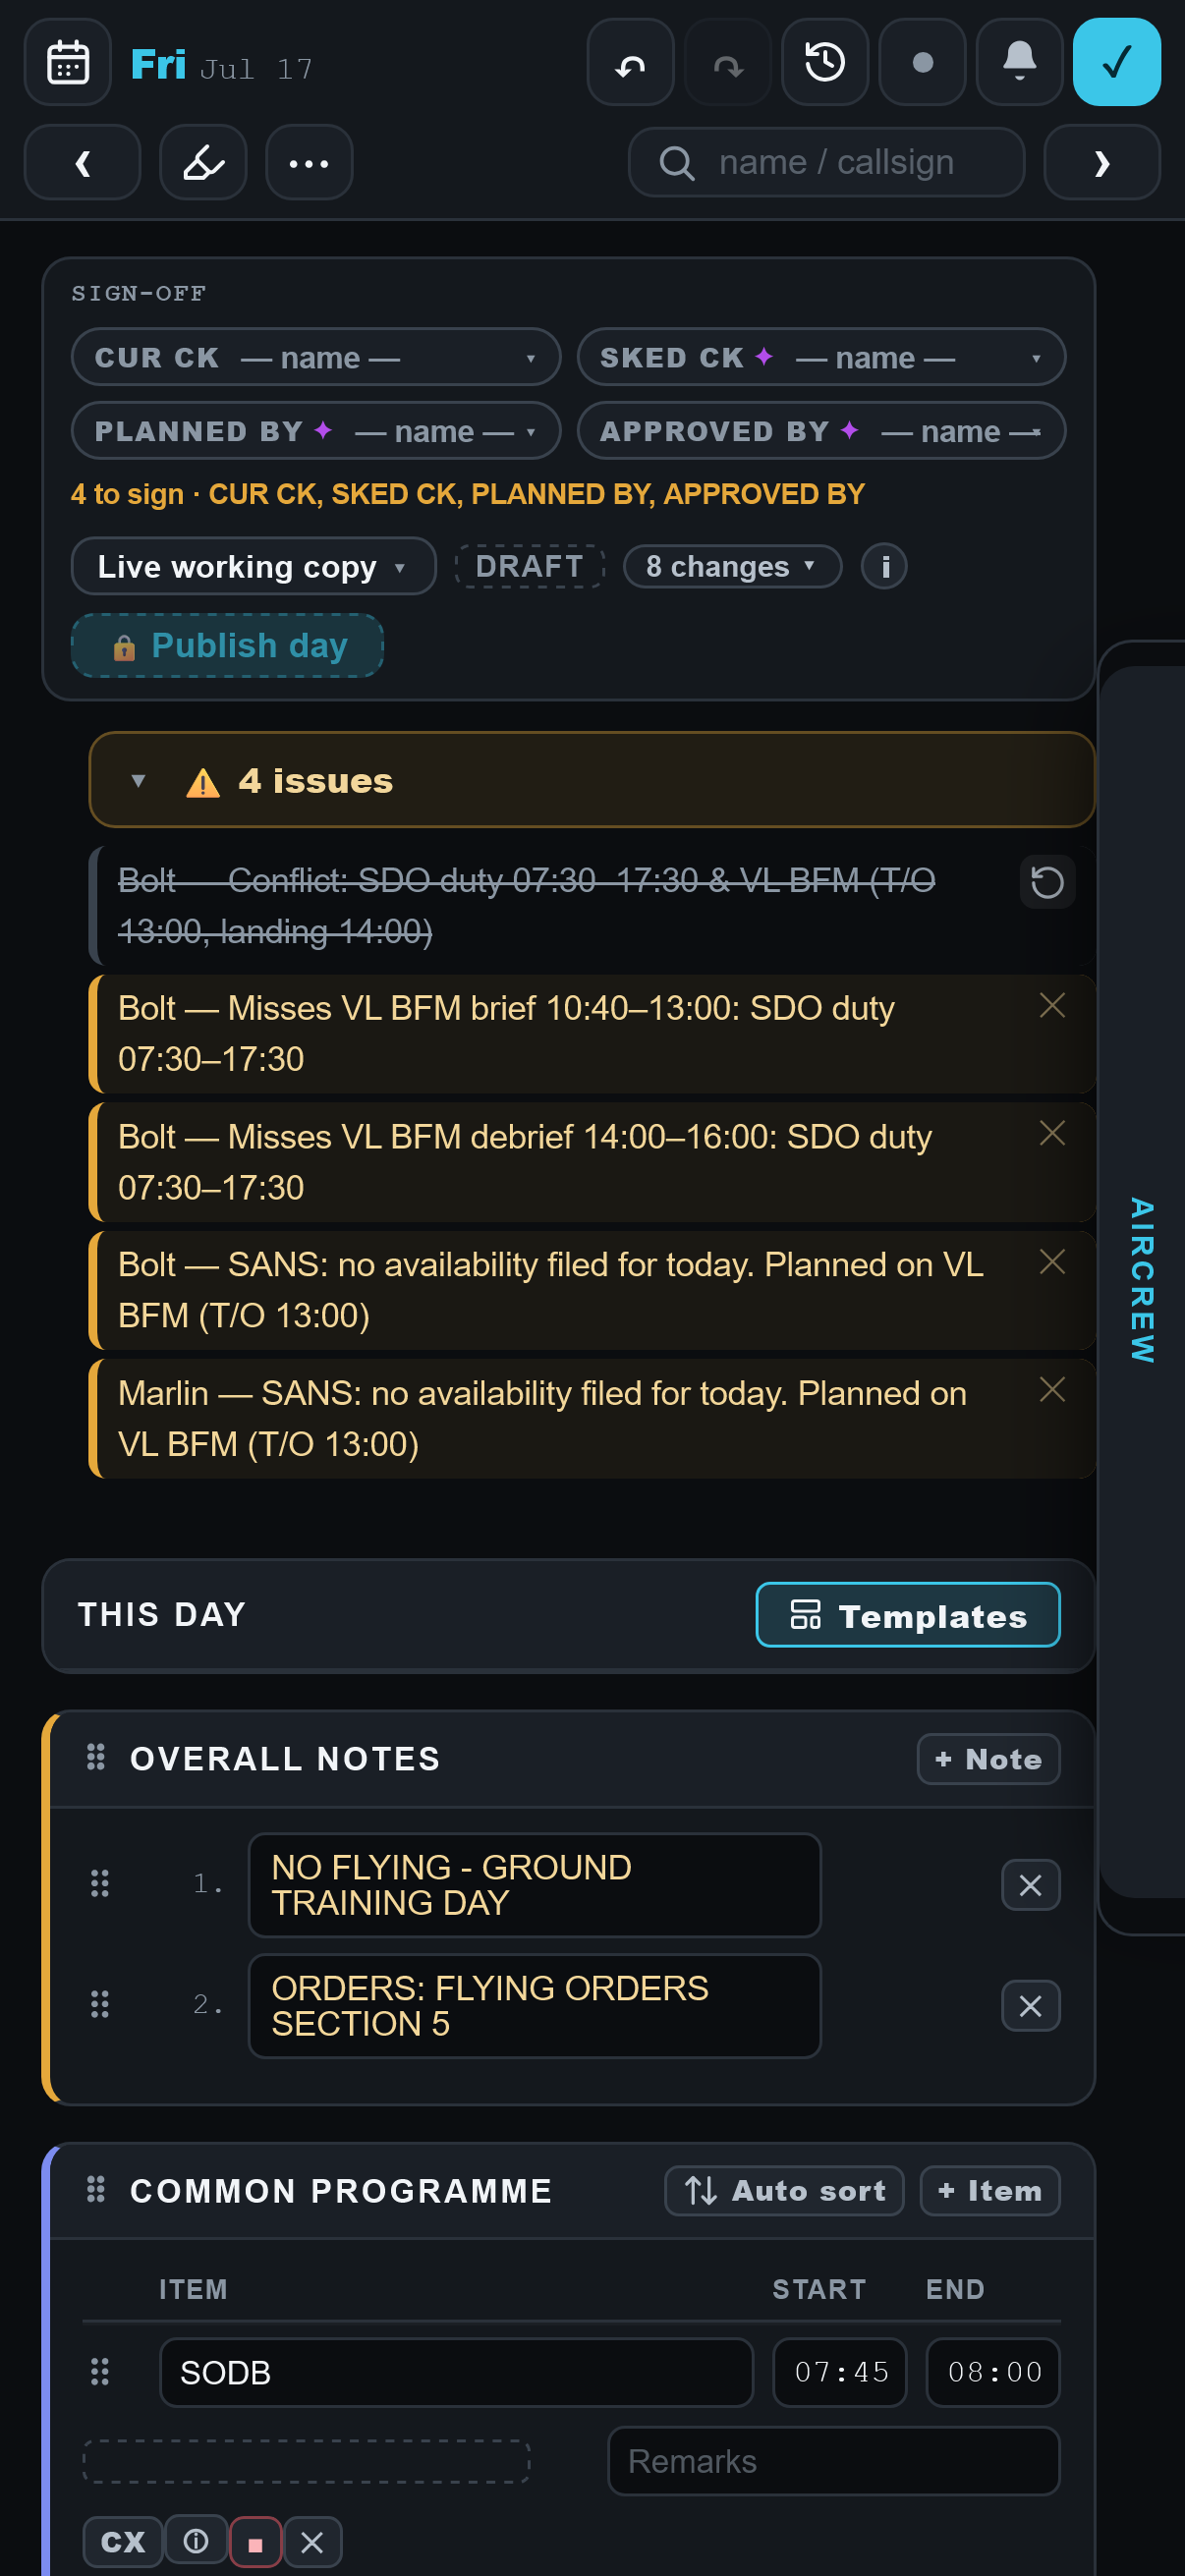 Fri Jul 17
name / callsign
SIGN-OFF
CUR CK — name —
SKED CK ✦ — name —
PLANNED BY ✦ — name —
APPROVED BY ✦ — name —
4 to sign · CUR CK, SKED CK, PLANNED BY, APPROVED BY
Live working copy
DRAFT
8 changes
i
Publish day
4 issues
Bolt — Conflict: SDO duty 07:30–17:30 & VL BFM (T/O
13:00, landing 14:00)
Bolt — Misses VL BFM brief 10:40–13:00: SDO duty
07:30–17:30
Bolt — Misses VL BFM debrief 14:00–16:00: SDO duty
07:30–17:30
Bolt — SANS: no availability filed for today. Planned on VL
BFM (T/O 13:00)
Marlin — SANS: no availability filed for today. Planned on
VL BFM (T/O 13:00)
AIRCREW
THIS DAY
Templates
OVERALL NOTES
+ Note
1.
NO FLYING - GROUND
TRAINING DAY
2.
ORDERS: FLYING ORDERS
SECTION 5
COMMON PROGRAMME
Auto sort
+ Item
ITEM START END
SODB 07:45 08:00
Remarks
CX